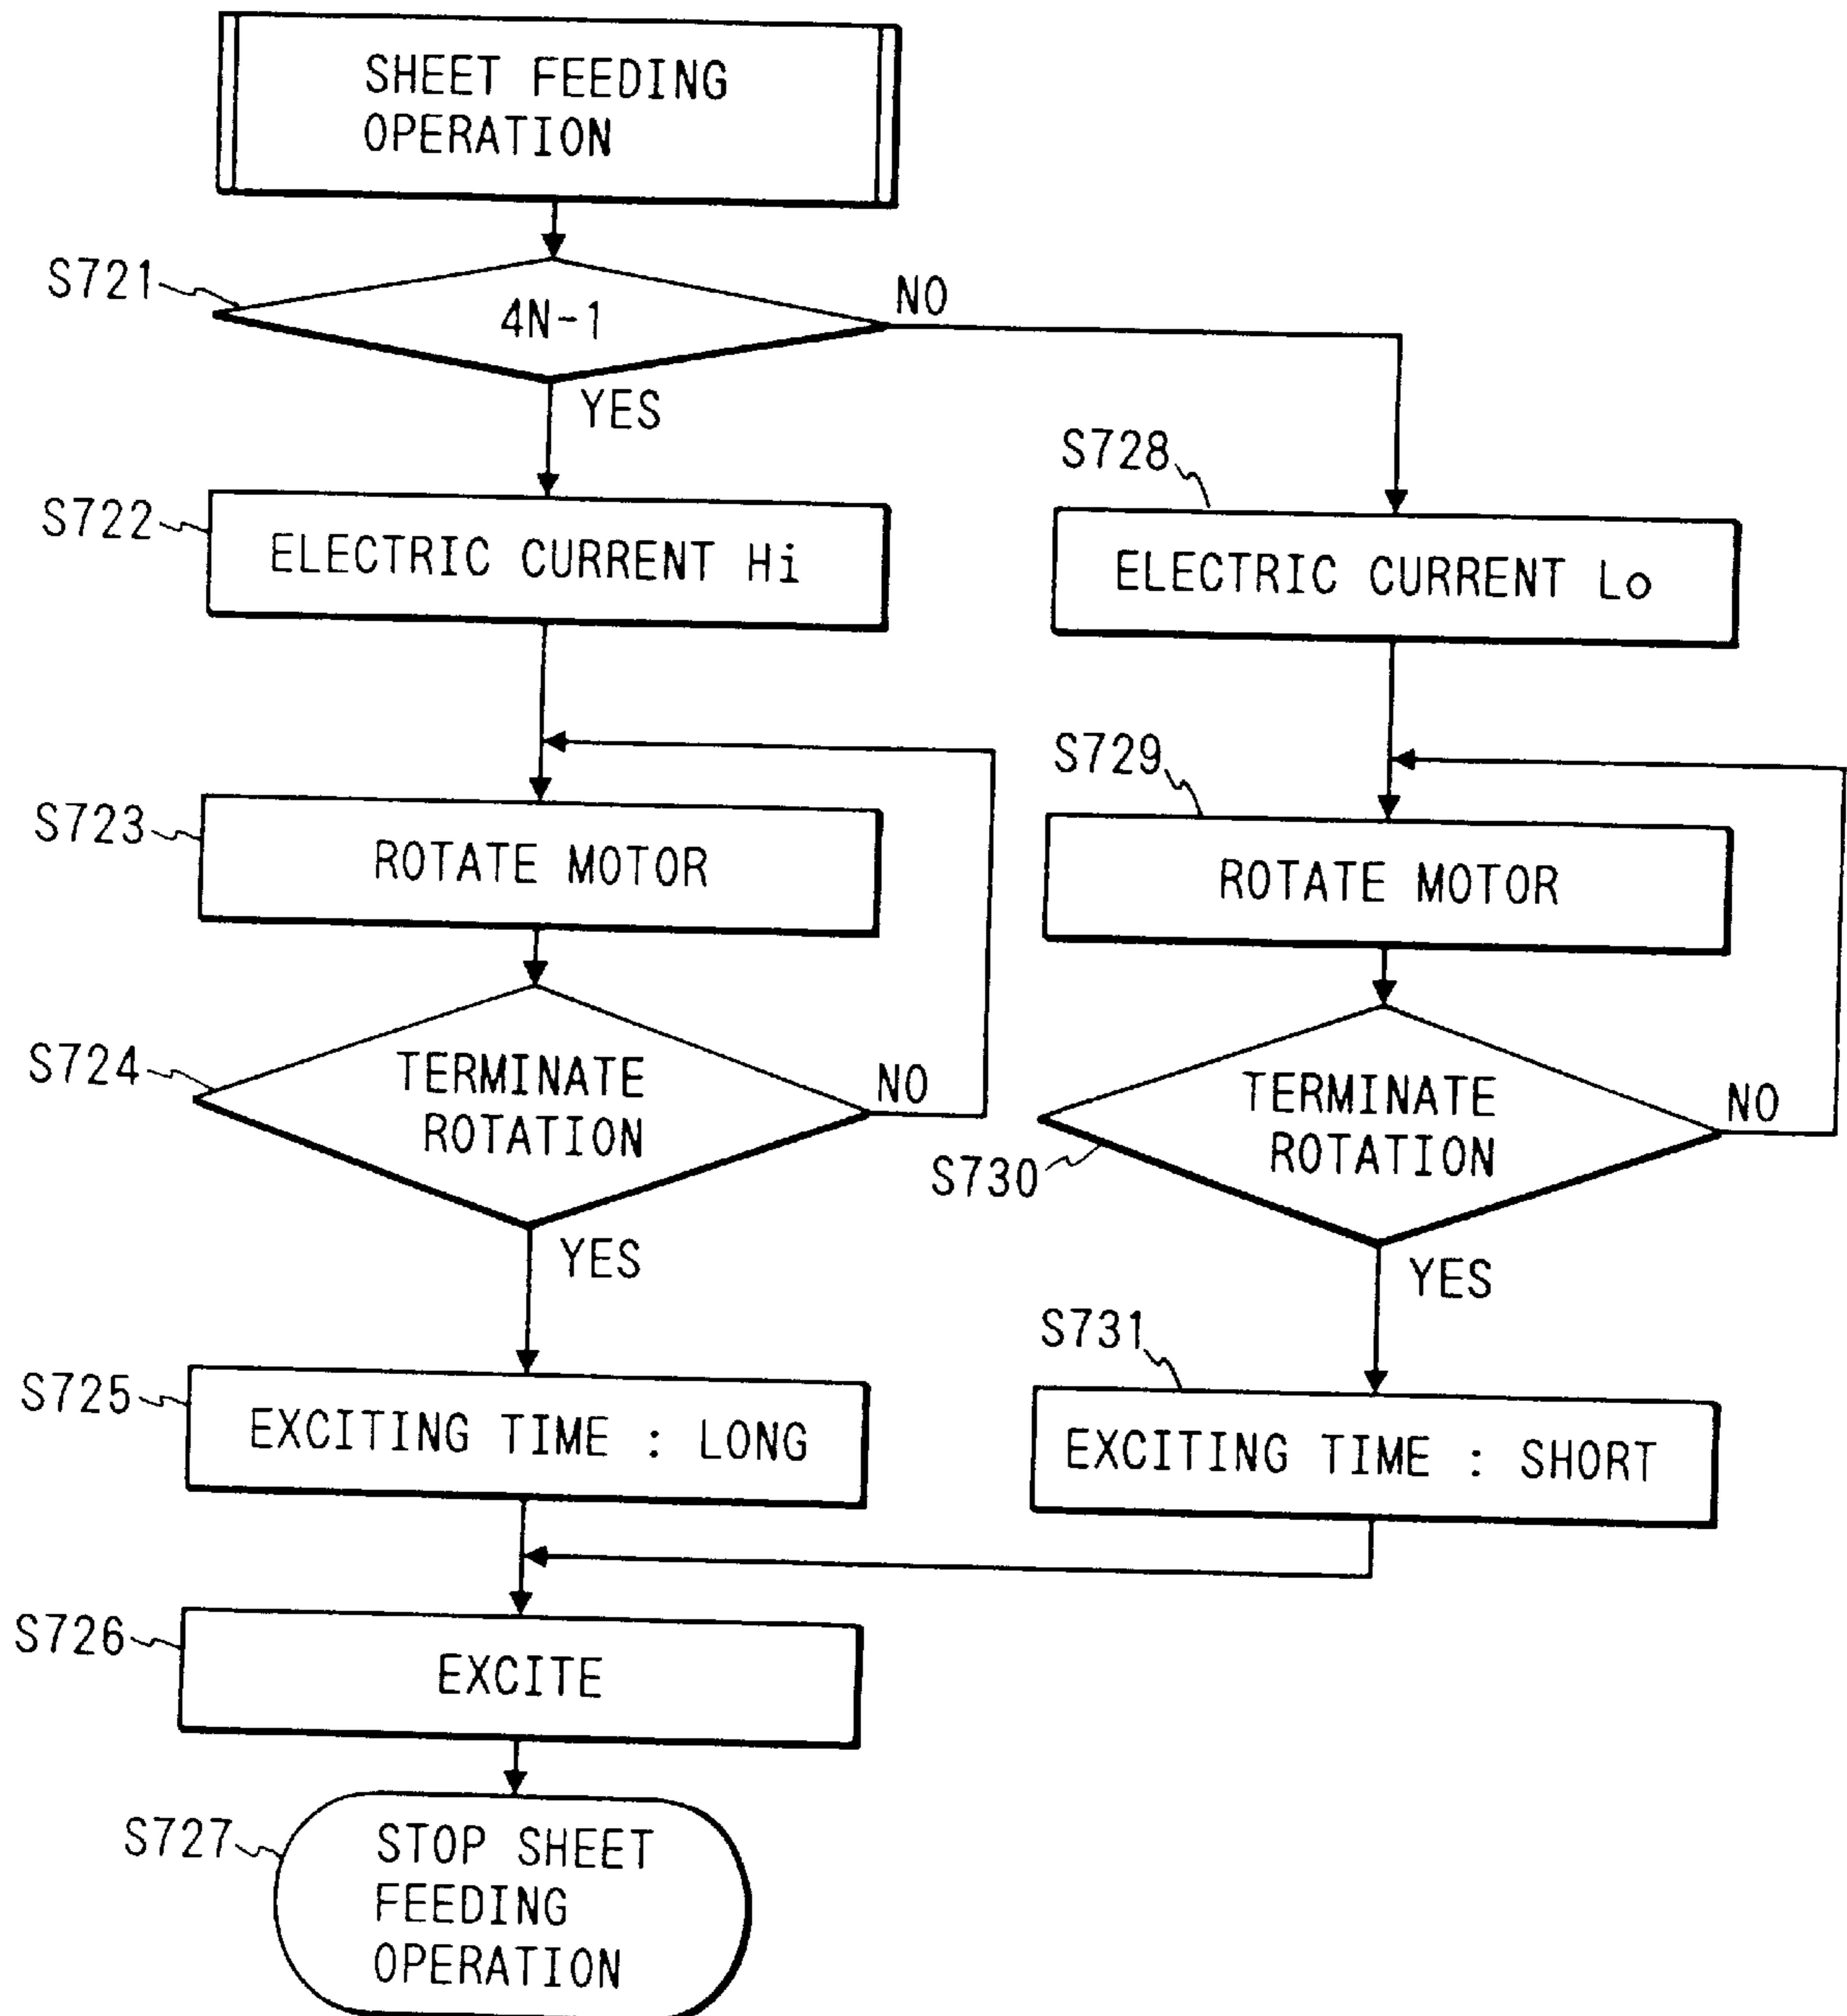 SHEET FEEDING
OPERATION
S721
4N-1
NO
YES
S722
ELECTRIC CURRENT Hi
S723
ROTATE MOTOR
S724
TERMINATE
ROTATION
NO
YES
S725
EXCITING TIME : LONG
S726
EXCITE
S727
STOP SHEET
FEEDING
OPERATION
S728
ELECTRIC CURRENT Lo
S729
ROTATE MOTOR
S730
TERMINATE
ROTATION
NO
YES
S731
EXCITING TIME : SHORT